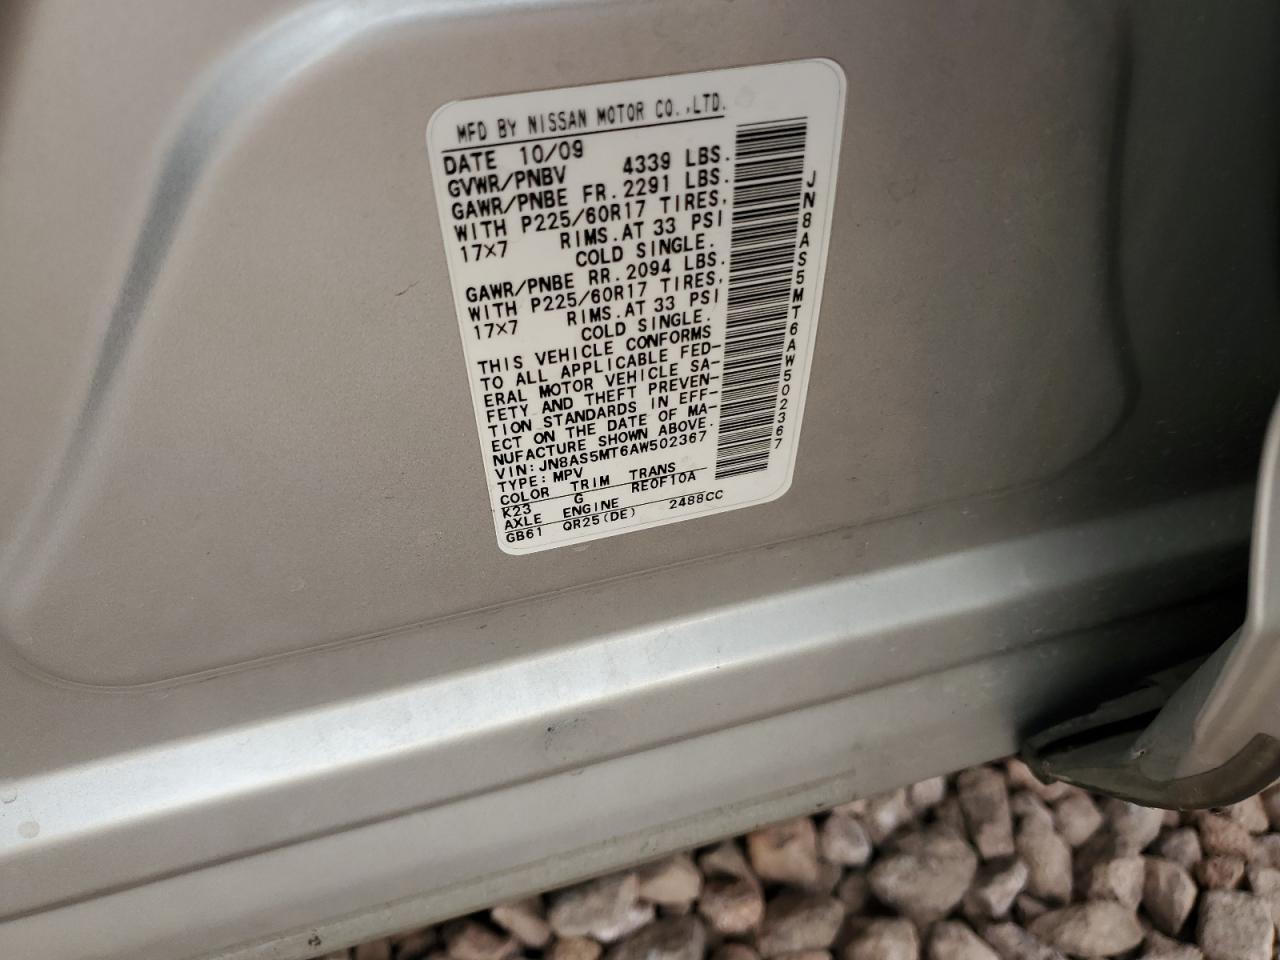 MFD BY NISSAN MOTOR CO.,LTD.
DATE 10/09
GVWR/PNBV 4339 LBS.
GAWR/PNBE FR. 2291 LBS.
WITH P225/60R17 TIRES,
17×7 RIMS. AT 33 PSI
COLD SINGLE.
GAWR/PNBE RR. 2094 LBS.
WITH P225/60R17 TIRES,
17×7 RIMS. AT 33 PSI
COLD SINGLE.
THIS VEHICLE CONFORMS
TO ALL APPLICABLE FED-
ERAL MOTOR VEHICLE SA-
FETY AND THEFT PREVEN-
TION STANDARDS IN EFF-
ECT ON THE DATE OF MA-
NUFACTURE SHOWN ABOVE.
VIN: JN8AS5MT6AW502367
TYPE: MPV
COLOR TRIM TRANS
K23 G RE0F10A
AXLE ENGINE
GB61 QR25(DE) 2488CC
JN8AS5MT6AW502367